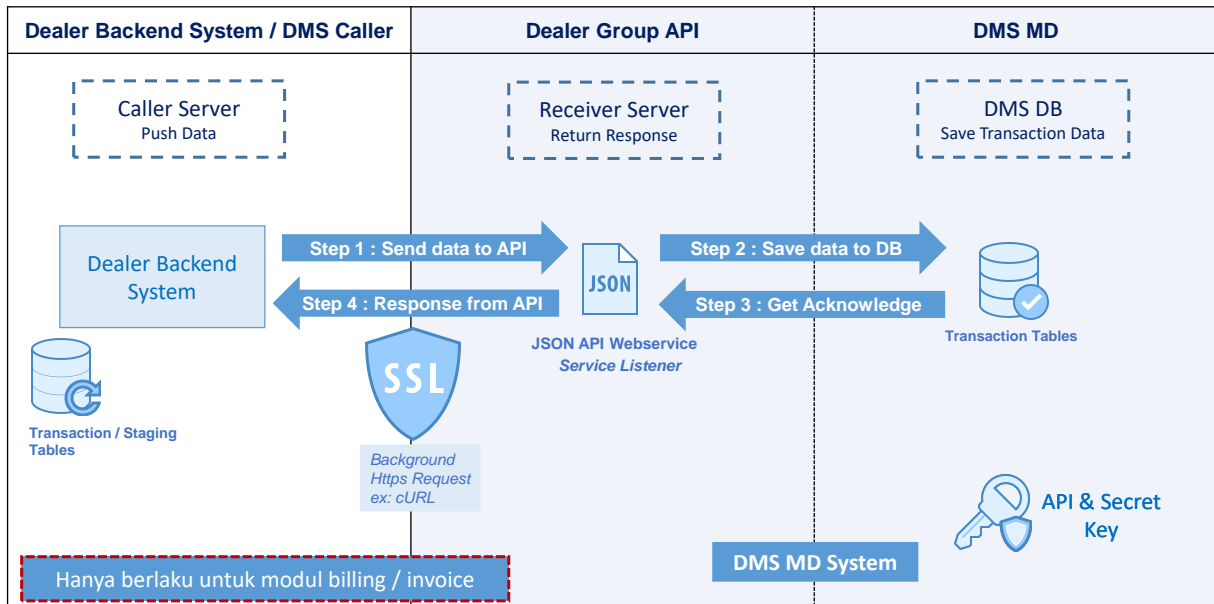 Dealer Backend System / DMS Caller
Dealer Group API
DMS MD
Caller Server
Push Data
Receiver Server
Return Response
DMS DB
Save Transaction Data
Dealer Backend
System
Step 1 : Send data to API
Step 4 : Response from API
JSON
JSON API Webservice
Service Listener
Step 2 : Save data to DB
Step 3 : Get Acknowledge
Transaction Tables
Transaction / Staging
Tables
SSL
Background
Https Request
ex: cURL
API & Secret
Key
Hanya berlaku untuk modul billing / invoice
DMS MD System